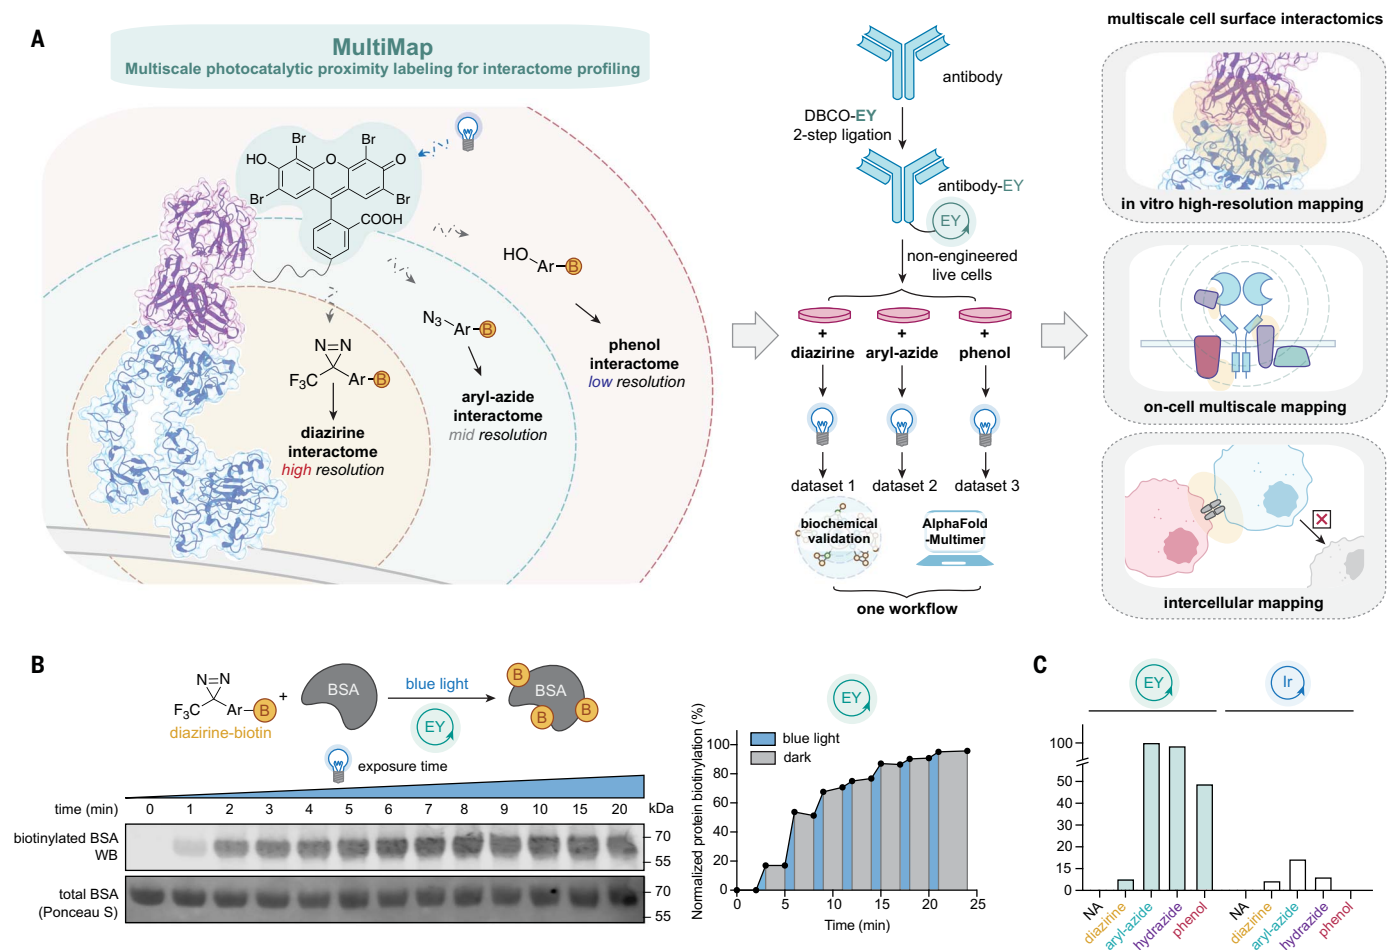 A
MultiMap
Multiscale photocatalytic proximity labeling for interactome profiling
Br
Br
HO
O
O
Br
Br
COOH
HO
Ar
B
N3
Ar
B
N=N
F3C
Ar
B
phenol
interactome
low resolution
aryl-azide
interactome
mid resolution
diazirine
interactome
high resolution
antibody
DBCO-EY
2-step ligation
antibody-EY
EY
non-engineered
live cells
+
+
+
diazirine
aryl-azide
phenol
dataset 1
dataset 2
dataset 3
biochemical
validation
AlphaFold
-Multimer
one workflow
multiscale cell surface interactomics
in vitro high-resolution mapping
on-cell multiscale mapping
intercellular mapping
B
N=N
F3C
Ar
B
diazirine-biotin
+
BSA
blue light
EY
B
BSA
B
B
exposure time
time (min)
0 1 2 3 4 5 6 7 8 9 10 15 20
kDa
biotinylated BSA
WB
70
55
total BSA
(Ponceau S)
70
55
EY
Normalized protein biotinylation (%)
blue light
dark
100
80
60
40
20
0
0 5 10 15 20 25
Time (min)
C
EY
Ir
100
50
30
15
0
NA
diazirine
aryl-azide
hydrazide
phenol
NA
diazirine
aryl-azide
hydrazide
phenol